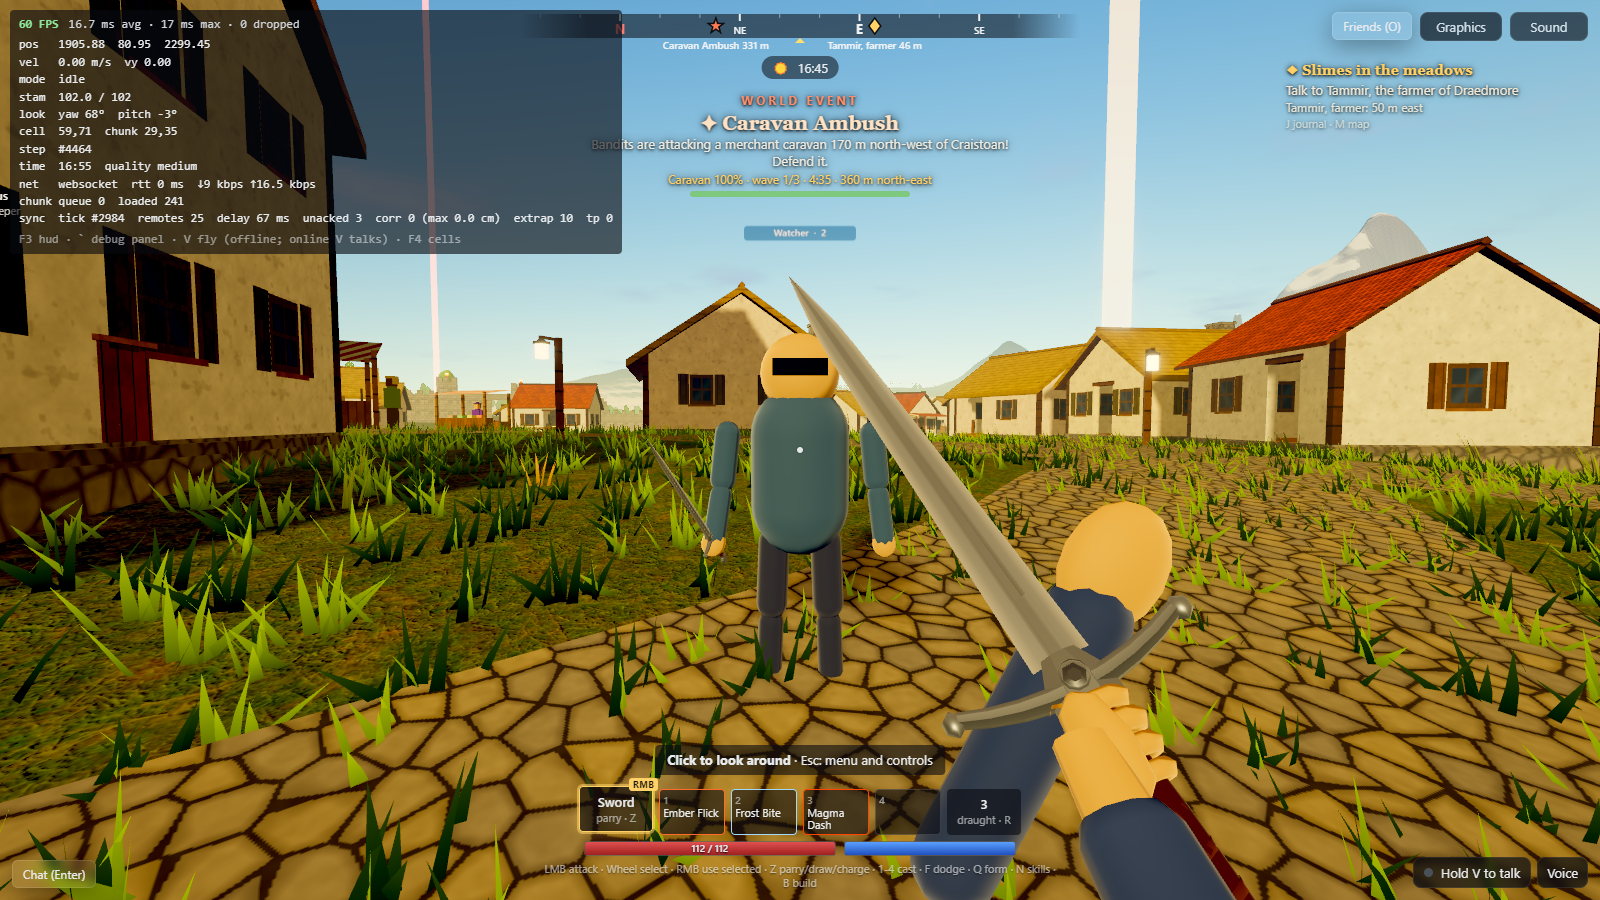 60 FPS 16.7 ms avg · 17 ms max · 0 dropped
pos 1905.88 80.95 2299.45
vel 0.00 m/s vy 0.00
mode idle
stam 102.0 / 102
look yaw 68° pitch -3°
cell 59,71 chunk 29,35
step #4464
time 16:55 quality medium
net websocket rtt 0 ms ↓9 kbps ↑16.5 kbps
chunk queue 0 loaded 241
sync tick #2984 remotes 25 delay 67 ms unacked 3 corr 0 (max 0.0 cm) extrap 10 tp 0
F3 hud · ` debug panel · V fly (offline; online V talks) · F4 cells
N NE E SE
Caravan Ambush 331 m
Tammir, farmer 46 m
16:45
WORLD EVENT
✦ Caravan Ambush
Bandits are attacking a merchant caravan 170 m north-west of Craistoan!
Defend it.
Caravan 100% · wave 1/3 · 4:35 · 360 m north-east
Watcher · 2
Friends (O)
Graphics
Sound
◆ Slimes in the meadows
Talk to Tammir, the farmer of Draedmore
Tammir, farmer: 50 m east
J journal · M map
Click to look around · Esc: menu and controls
RMB
Sword
parry · Z
1
Ember Flick
2
Frost Bite
3
Magma
Dash
4
3
draught · R
112 / 112
LMB attack · Wheel select · RMB use selected · Z parry/draw/charge · 1-4 cast · F dodge · Q form · N skills ·
B build
Chat (Enter)
Hold V to talk
Voice